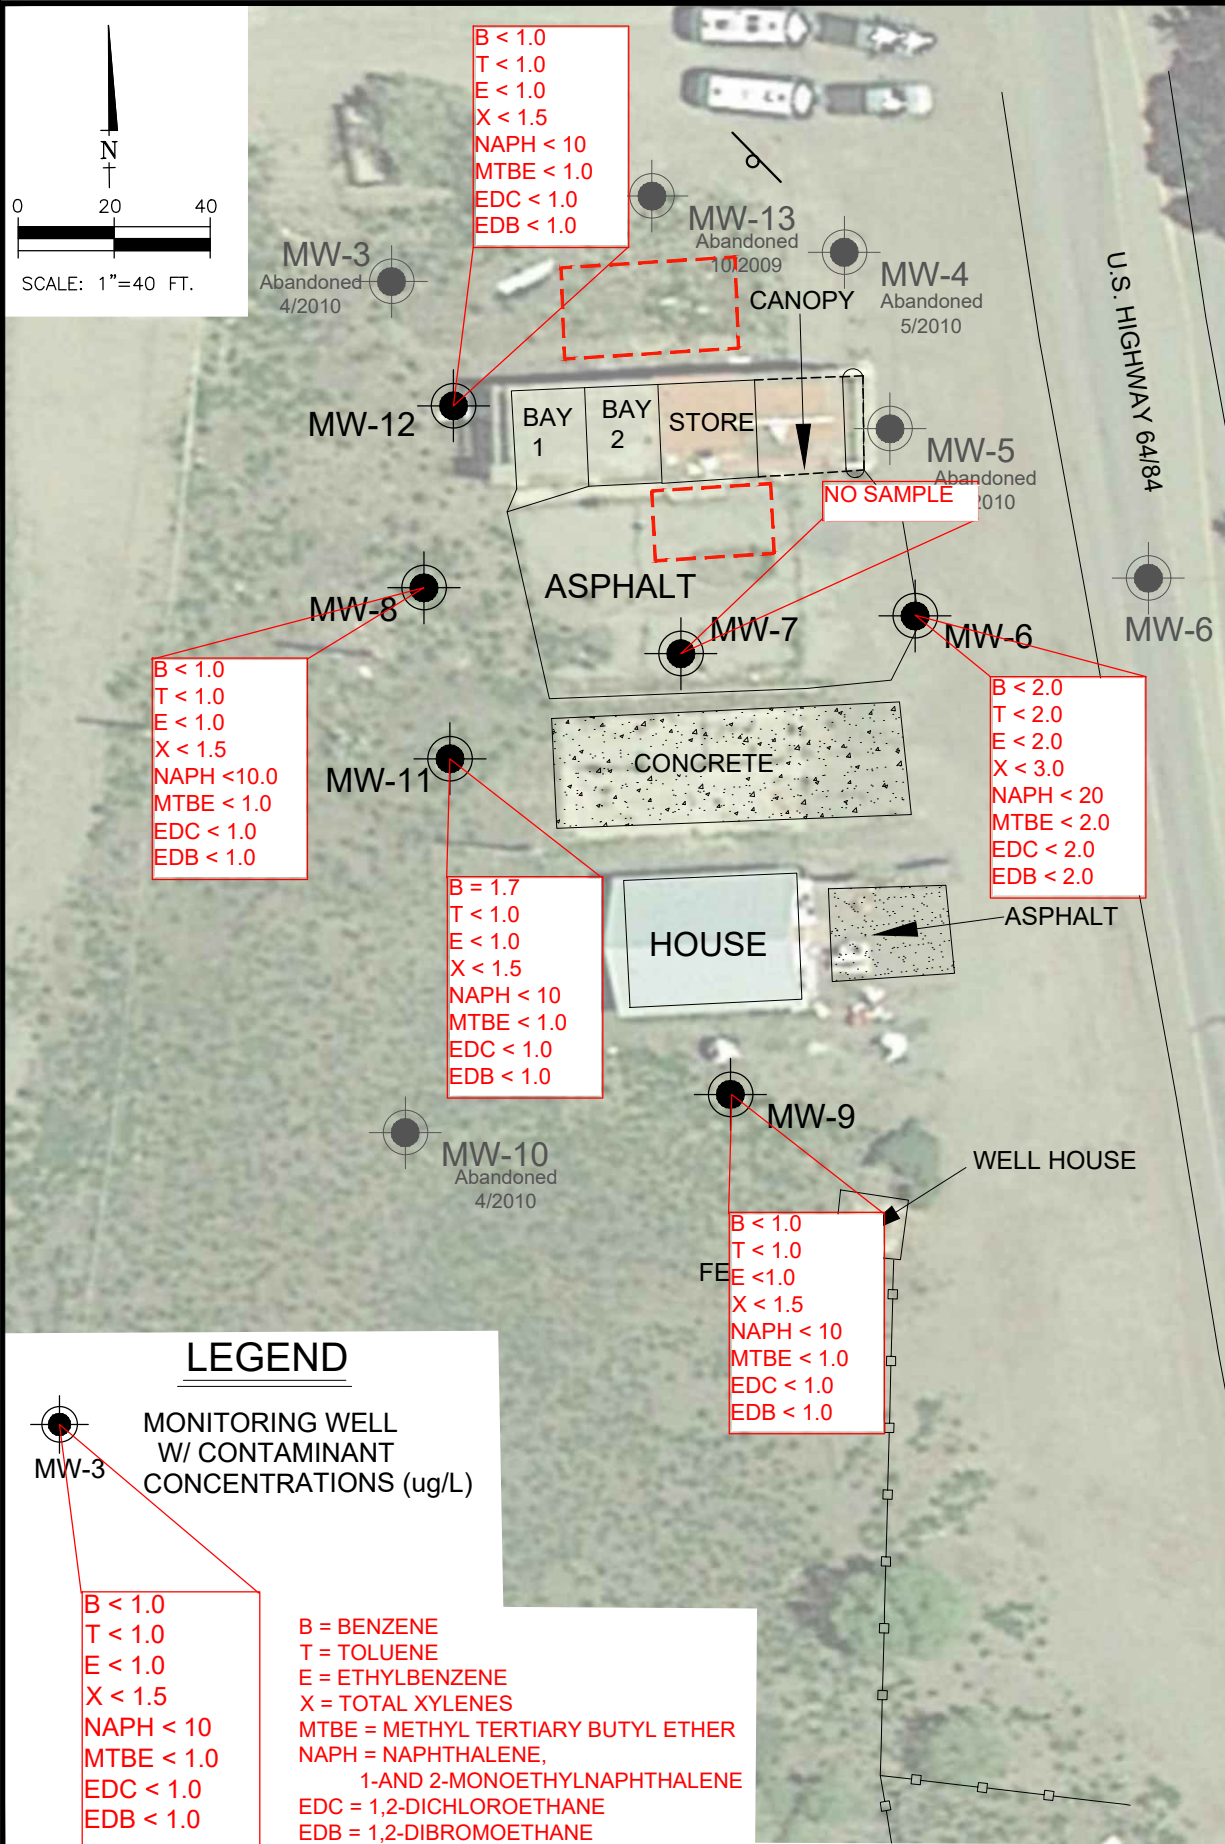 N
0 20 40
SCALE: 1"=40 FT.
B < 1.0
T < 1.0
E < 1.0
X < 1.5
NAPH < 10
MTBE < 1.0
EDC < 1.0
EDB < 1.0
MW-13
Abandoned
10/2009
MW-3
Abandoned
4/2010
MW-4
Abandoned
5/2010
CANOPY
U.S. HIGHWAY 64/84
MW-12
BAY
1
BAY
2
STORE
MW-5
Abandoned
2010
NO SAMPLE
ASPHALT
MW-8
MW-7
MW-6
MW-6
B < 1.0
T < 1.0
E < 1.0
X < 1.5
NAPH <10.0
MTBE < 1.0
EDC < 1.0
EDB < 1.0
B < 2.0
T < 2.0
E < 2.0
X < 3.0
NAPH < 20
MTBE < 2.0
EDC < 2.0
EDB < 2.0
MW-11
CONCRETE
B = 1.7
T < 1.0
E < 1.0
X < 1.5
NAPH < 10
MTBE < 1.0
EDC < 1.0
EDB < 1.0
HOUSE
ASPHALT
MW-9
MW-10
Abandoned
4/2010
WELL HOUSE
FE
B < 1.0
T < 1.0
E <1.0
X < 1.5
NAPH < 10
MTBE < 1.0
EDC < 1.0
EDB < 1.0
LEGEND
MW-3
MONITORING WELL
W/ CONTAMINANT
CONCENTRATIONS (ug/L)
B < 1.0
T < 1.0
E < 1.0
X < 1.5
NAPH < 10
MTBE < 1.0
EDC < 1.0
EDB < 1.0
B = BENZENE
T = TOLUENE
E = ETHYLBENZENE
X = TOTAL XYLENES
MTBE = METHYL TERTIARY BUTYL ETHER
NAPH = NAPHTHALENE,
1-AND 2-MONOETHYLNAPHTHALENE
EDC = 1,2-DICHLOROETHANE
EDB = 1,2-DIBROMOETHANE